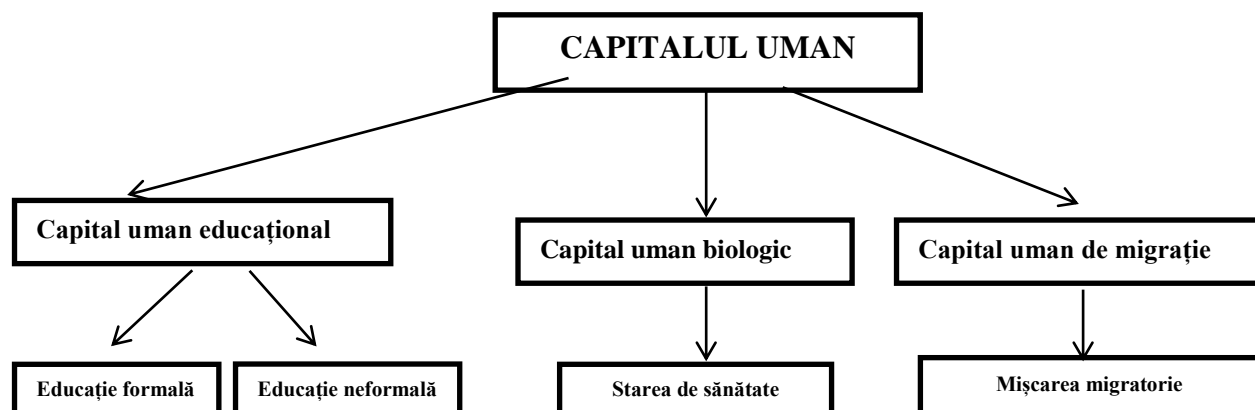 CAPITALUL UMAN
Capital uman educațional
Capital uman biologic
Capital uman de migrație
Educație formală
Educație neformală
Starea de sănătate
Mișcarea migratorie